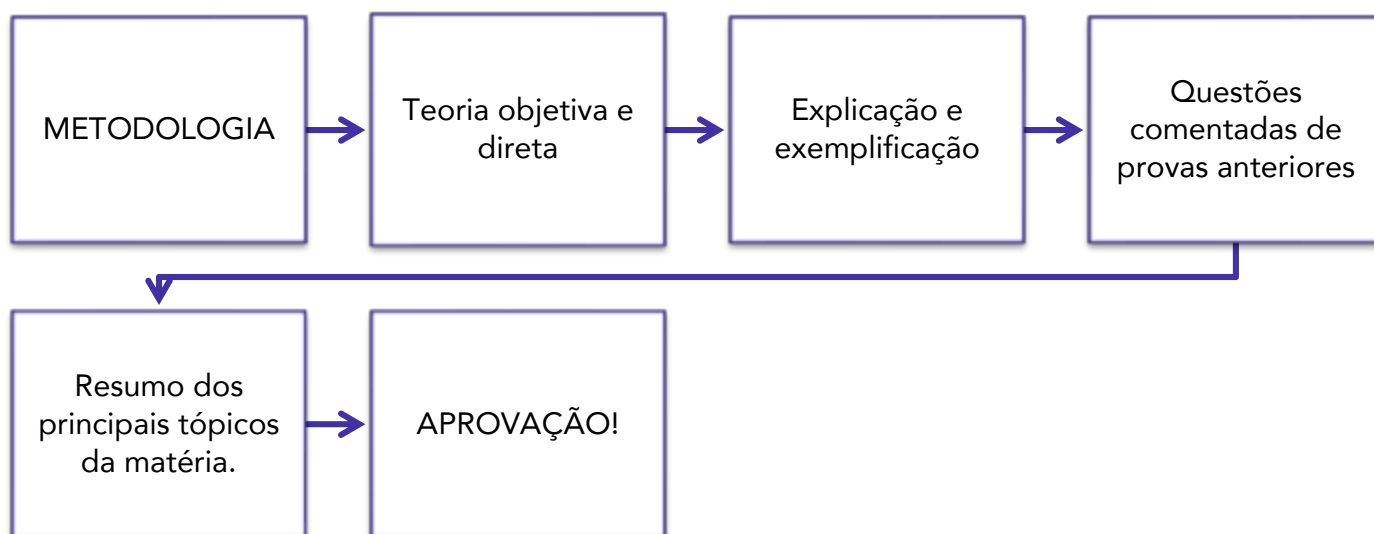 METODOLOGIA
Teoria objetiva e
direta
Explicação e
exemplificação
Questões
comentadas de
provas anteriores
Resumo dos
principais tópicos
da matéria.
APROVAÇÃO!